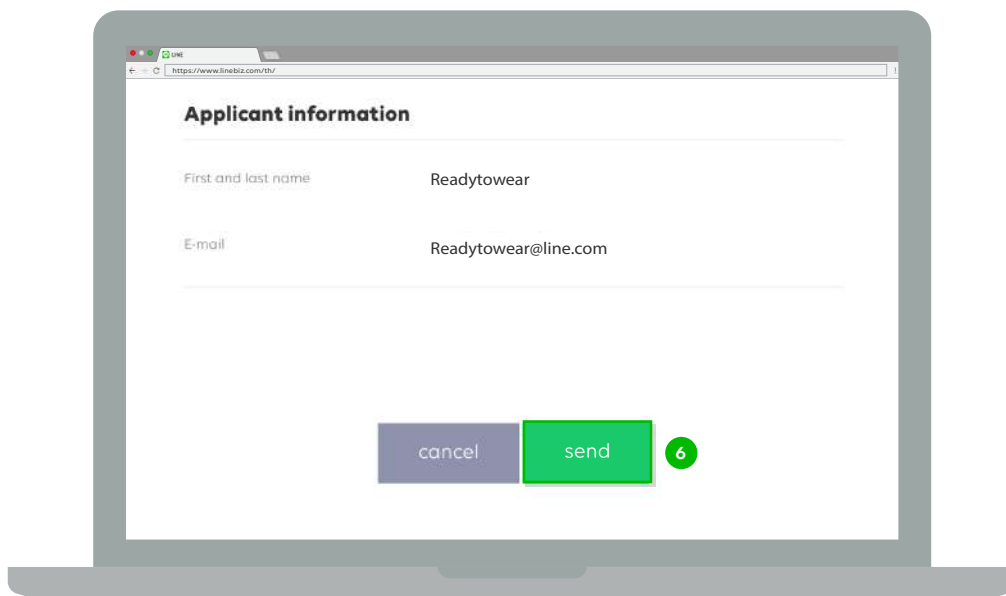 LINE
https://www.linebiz.com/th/
Applicant information
First and last name
Readytowear
E-mail
Readytowear@line.com
cancel
send
6